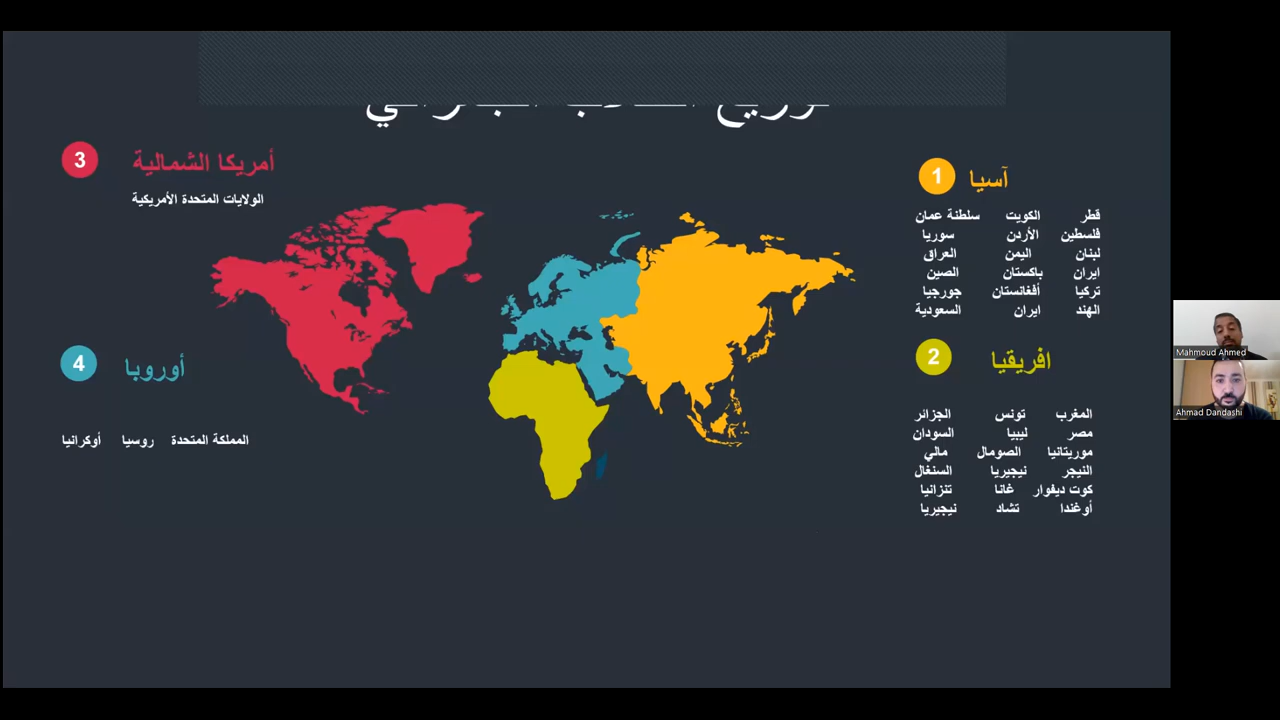 1 آسيا
قطر الكويت سلطنة عمان
فلسطين الأردن سوريا
لبنان اليمن العراق
ايران باكستان الصين
تركيا أفغانستان جورجيا
الهند ايران السعودية
2 افريقيا
المغرب تونس الجزائر
مصر ليبيا السودان
موريتانيا الصومال مالي
النيجر نيجيريا السنغال
كوت ديفوار غانا تنزانيا
أوغندا تشاد نيجيريا
3 أمريكا الشمالية
الولايات المتحدة الأمريكية
4 أوروبا
المملكة المتحدة روسيا أوكرانيا
Mahmoud Ahmed
Ahmad Dandashi